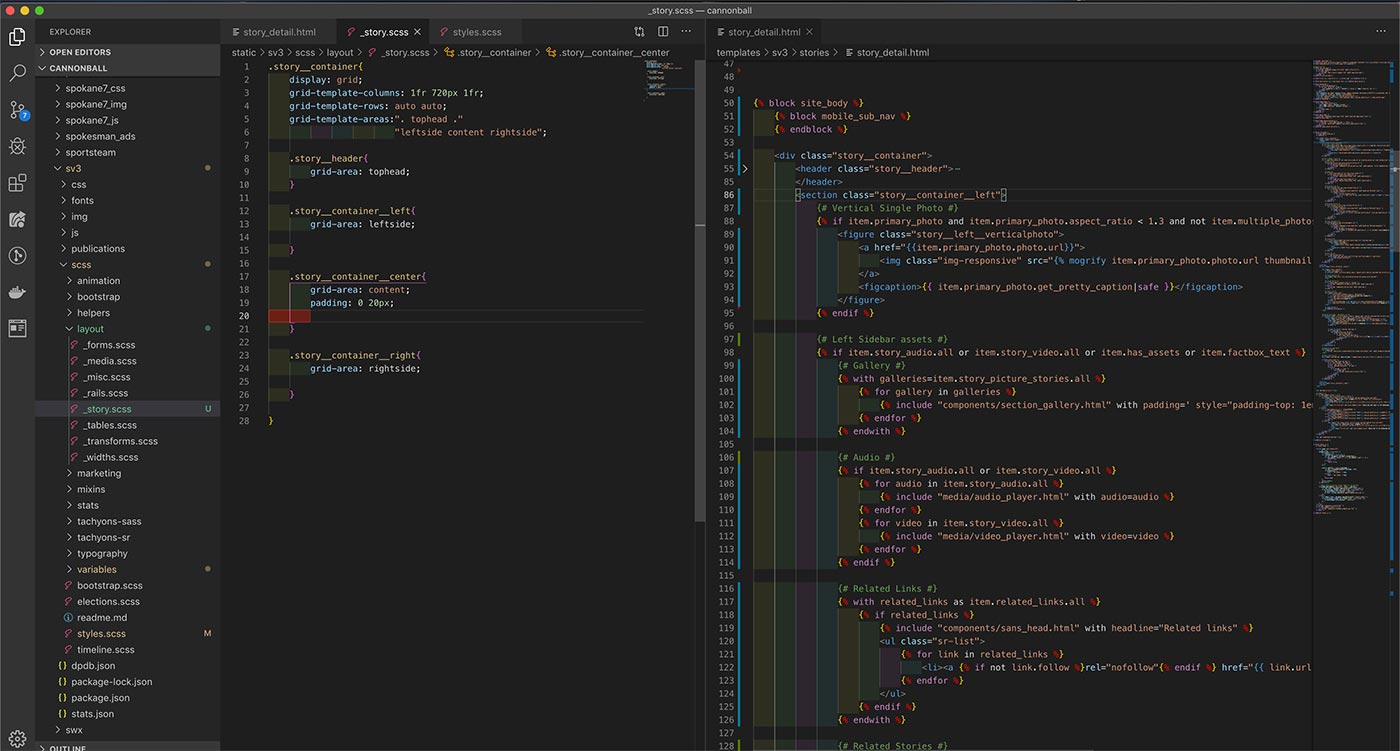 _story.scss — cannonball
EXPLORER
OPEN EDITORS
CANNONBALL
spokane7_css
spokane7_img
spokane7_js
spokesman_ads
sportsteam
sv3
css
fonts
img
js
publications
scss
animation
bootstrap
helpers
layout
_forms.scss
_media.scss
_misc.scss
_rails.scss
_story.scss U
_tables.scss
_transforms.scss
_widths.scss
marketing
mixins
stats
tachyons-sass
tachyons-sr
typography
variables
bootstrap.scss
elections.scss
readme.md
styles.scss M
timeline.scss
dpdb.json
package-lock.json
package.json
stats.json
swx
OUTLINE
7
story_detail.html _story.scss styles.scss
static > sv3 > scss > layout > _story.scss > .story__container > .story__container__center
1 .story__container{
2 display: grid;
3 grid-template-columns: 1fr 720px 1fr;
4 grid-template-rows: auto auto;
5 grid-template-areas:". tophead ."
6 "leftside content rightside";
7
8 .story__header{
9 grid-area: tophead;
10 }
11
12 .story__container__left{
13 grid-area: leftside;
14
15 }
16
17 .story__container__center{
18 grid-area: content;
19 padding: 0 20px;
20
21 }
22
23 .story__container__right{
24 grid-area: rightside;
25
26 }
27
28 }
story_detail.html
templates > sv3 > stories > story_detail.html
47
48
49
50 {% block site_body %}
51 {% block mobile_sub_nav %}
52 {% endblock %}
53
54 <div class="story__container">
55 <header class="story__header">
85 </header>
86 <section class="story__container__left">
87 {# Vertical Single Photo #}
88 {% if item.primary_photo and item.primary_photo.aspect_ratio < 1.3 and not item.multiple_photos
89 <figure class="story__left__verticalphoto">
90 <a href="{{item.primary_photo.photo.url}}">
91 <img class="img-responsive" src="{% mogrify item.primary_photo.photo.url thumbnail
92 </a>
93 <figcaption>{{ item.primary_photo.get_pretty_caption|safe }}</figcaption>
94 </figure>
95 {% endif %}
96
97 {# Left Sidebar assets #}
98 {% if item.story_audio.all or item.story_video.all or item.has_assets or item.factbox_text %}
99 {# Gallery #}
100 {% with galleries=item.story_picture_stories.all %}
101 {% for gallery in galleries %}
102 {% include "components/section_gallery.html" with padding=' style="padding-top: 1em
103 {% endfor %}
104 {% endwith %}
105
106 {# Audio #}
107 {% if item.story_audio.all or item.story_video.all %}
108 {% for audio in item.story_audio.all %}
109 {% include "media/audio_player.html" with audio=audio %}
110 {% endfor %}
111 {% for video in item.story_video.all %}
112 {% include "media/video_player.html" with video=video %}
113 {% endfor %}
114 {% endif %}
115
116 {# Related Links #}
117 {% with related_links as item.related_links.all %}
118 {% if related_links %}
119 {% include "components/sans_head.html" with headline="Related links" %}
120 <ul class="sr-list">
121 {% for link in related_links %}
122 <li><a {% if not link.follow %}rel="nofollow"{% endif %} href="{{ link.url
123 {% endfor %}
124 </ul>
125 {% endif %}
126 {% endwith %}
127
128 {# Related Stories #}